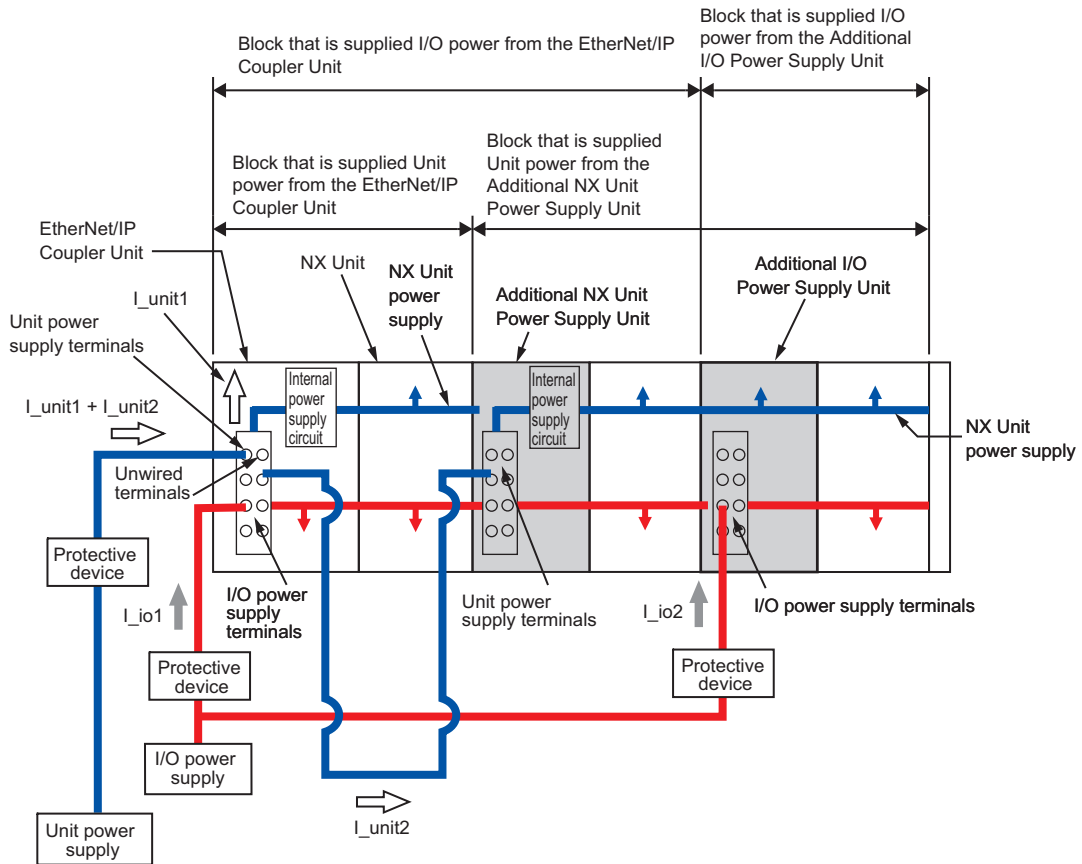 Block that is supplied I/O power from the EtherNet/IP
Coupler Unit
Block that is supplied I/O
power from the Additional
I/O Power Supply Unit
Block that is supplied Unit
power from the EtherNet/IP
Coupler Unit
Block that is supplied
Unit power from the
Additional NX Unit
Power Supply Unit
EtherNet/IP
Coupler Unit
I_unit1
Unit power
supply terminals
NX Unit
NX Unit
power
supply
Additional NX Unit
Power Supply Unit
Additional I/O
Power Supply Unit
I_unit1 + I_unit2
Internal
power
supply
circuit
Internal
power
supply
circuit
NX Unit
power supply
Unwired
terminals
Protective
device
I_io1
I/O power
supply
terminals
Unit power
supply terminals
I_io2
I/O power supply terminals
Protective
device
Protective
device
I/O power
supply
I_unit2
Unit power
supply